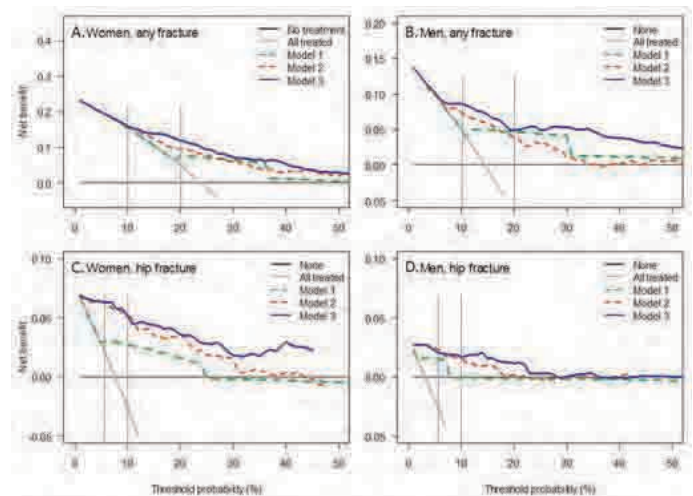 A. Women, any fracture
No treatment
All treated
Model 1
Model 2
Model 3
Net benefit
0.4
0.3
0.2
0.1
0.0
0 10 20 30 40 50
B. Men, any fracture
None
All treated
Model 1
Model 2
Model 3
0.20
0.15
0.10
0.05
0.00
0.05
0 10 20 30 40 50
C. Women, hip fracture
None
All treated
Model 1
Model 2
Model 3
Net benefit
0.10
0.05
0.00
-0.05
0 10 20 30 40 50
Threshold probability (%)
D. Men, hip fracture
None
All treated
Model 1
Model 2
Model 3
0.10
0.05
0.00
0.05
0 10 20 30 40 50
Threshold probability (%)